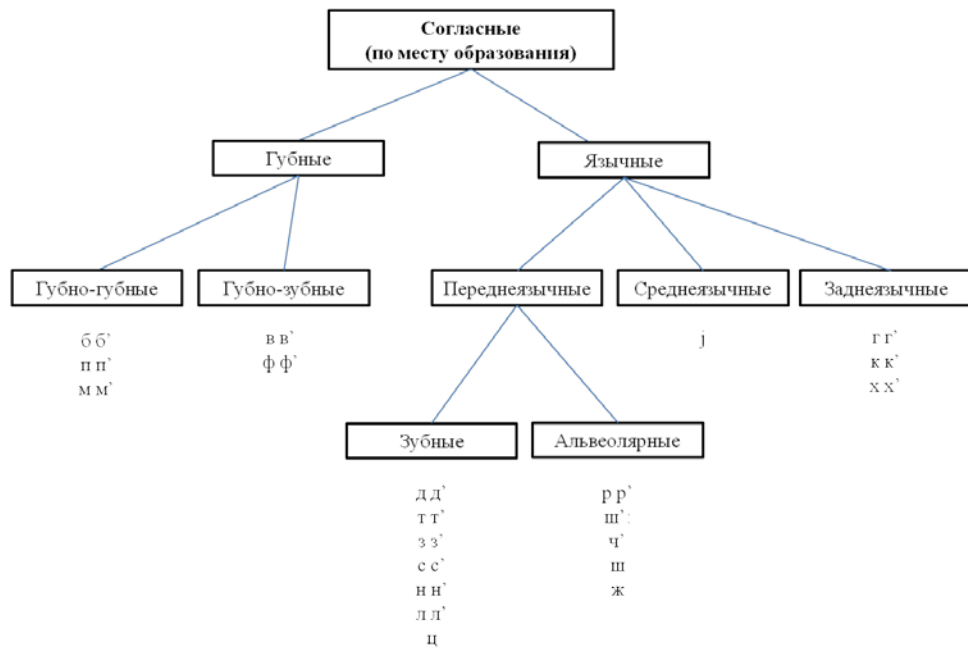 Согласные
(по месту образования)
Губные
Язычные
Губно-губные
Губно-зубные
Переднеязычные
Среднеязычные
Заднеязычные
б б`
п п`
м м`
в в`
ф ф`
j
г г`
к к`
х х`
Зубные
Альвеолярные
д д`
т т`
з з`
с с`
н н`
л л`
ц
р р`
ш`:
ч`
ш
ж